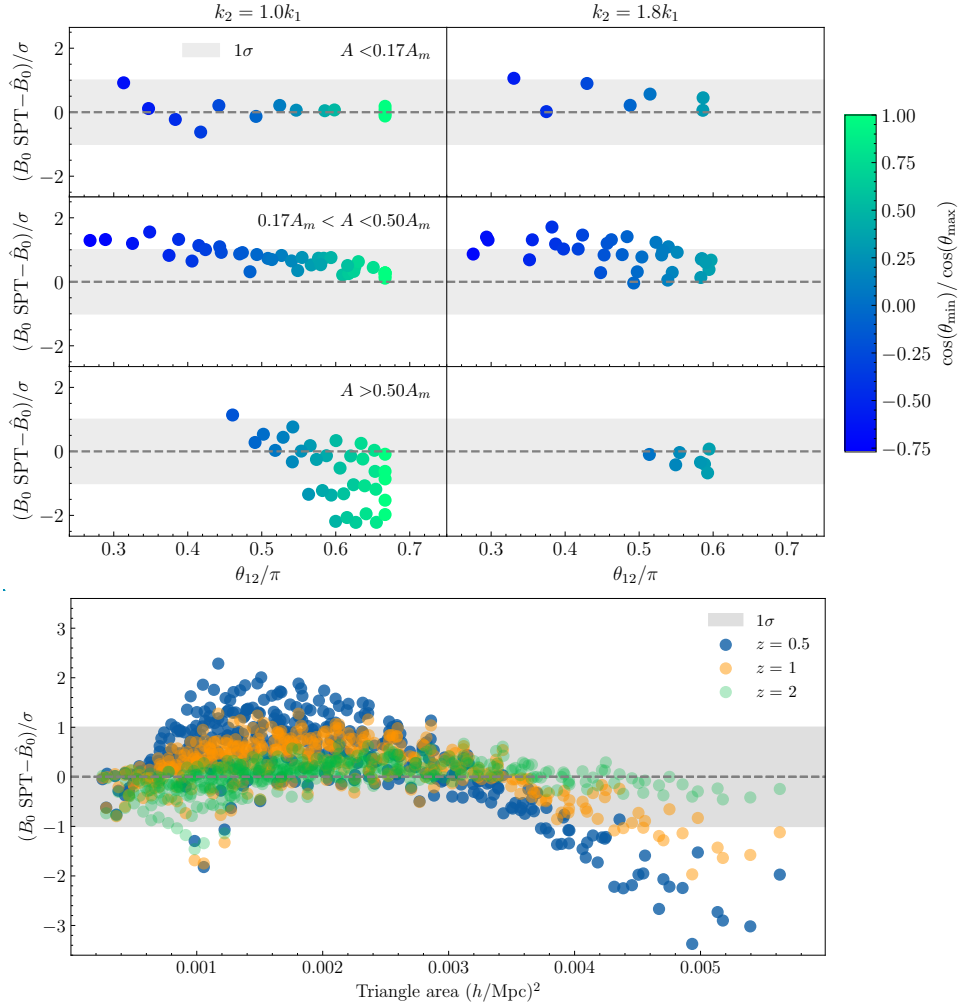 k₂ = 1.0k₁
k₂ = 1.8k₁
1σ
A <0.17Aₘ
2
0
−2
(B₀ SPT−B̂₀)/σ
0.17Aₘ < A <0.50Aₘ
2
1
0
−2
(B₀ SPT−B̂₀)/σ
A >0.50Aₘ
2
0
−2
(B₀ SPT−B̂₀)/σ
0.3
0.4
0.5
0.6
0.7
0.3
0.4
0.5
0.6
0.7
θ₁₂/π
θ₁₂/π
1.00
0.75
0.50
0.25
0.00
−0.25
−0.50
−0.75
cos(θₘᵢₙ)/ cos(θₘₐₓ)
1σ
z = 0.5
z = 1
z = 2
3
2
1
0
−1
−2
−3
(B₀ SPT−B̂₀)/σ
0.001
0.002
0.003
0.004
0.005
Triangle area (h/Mpc)²